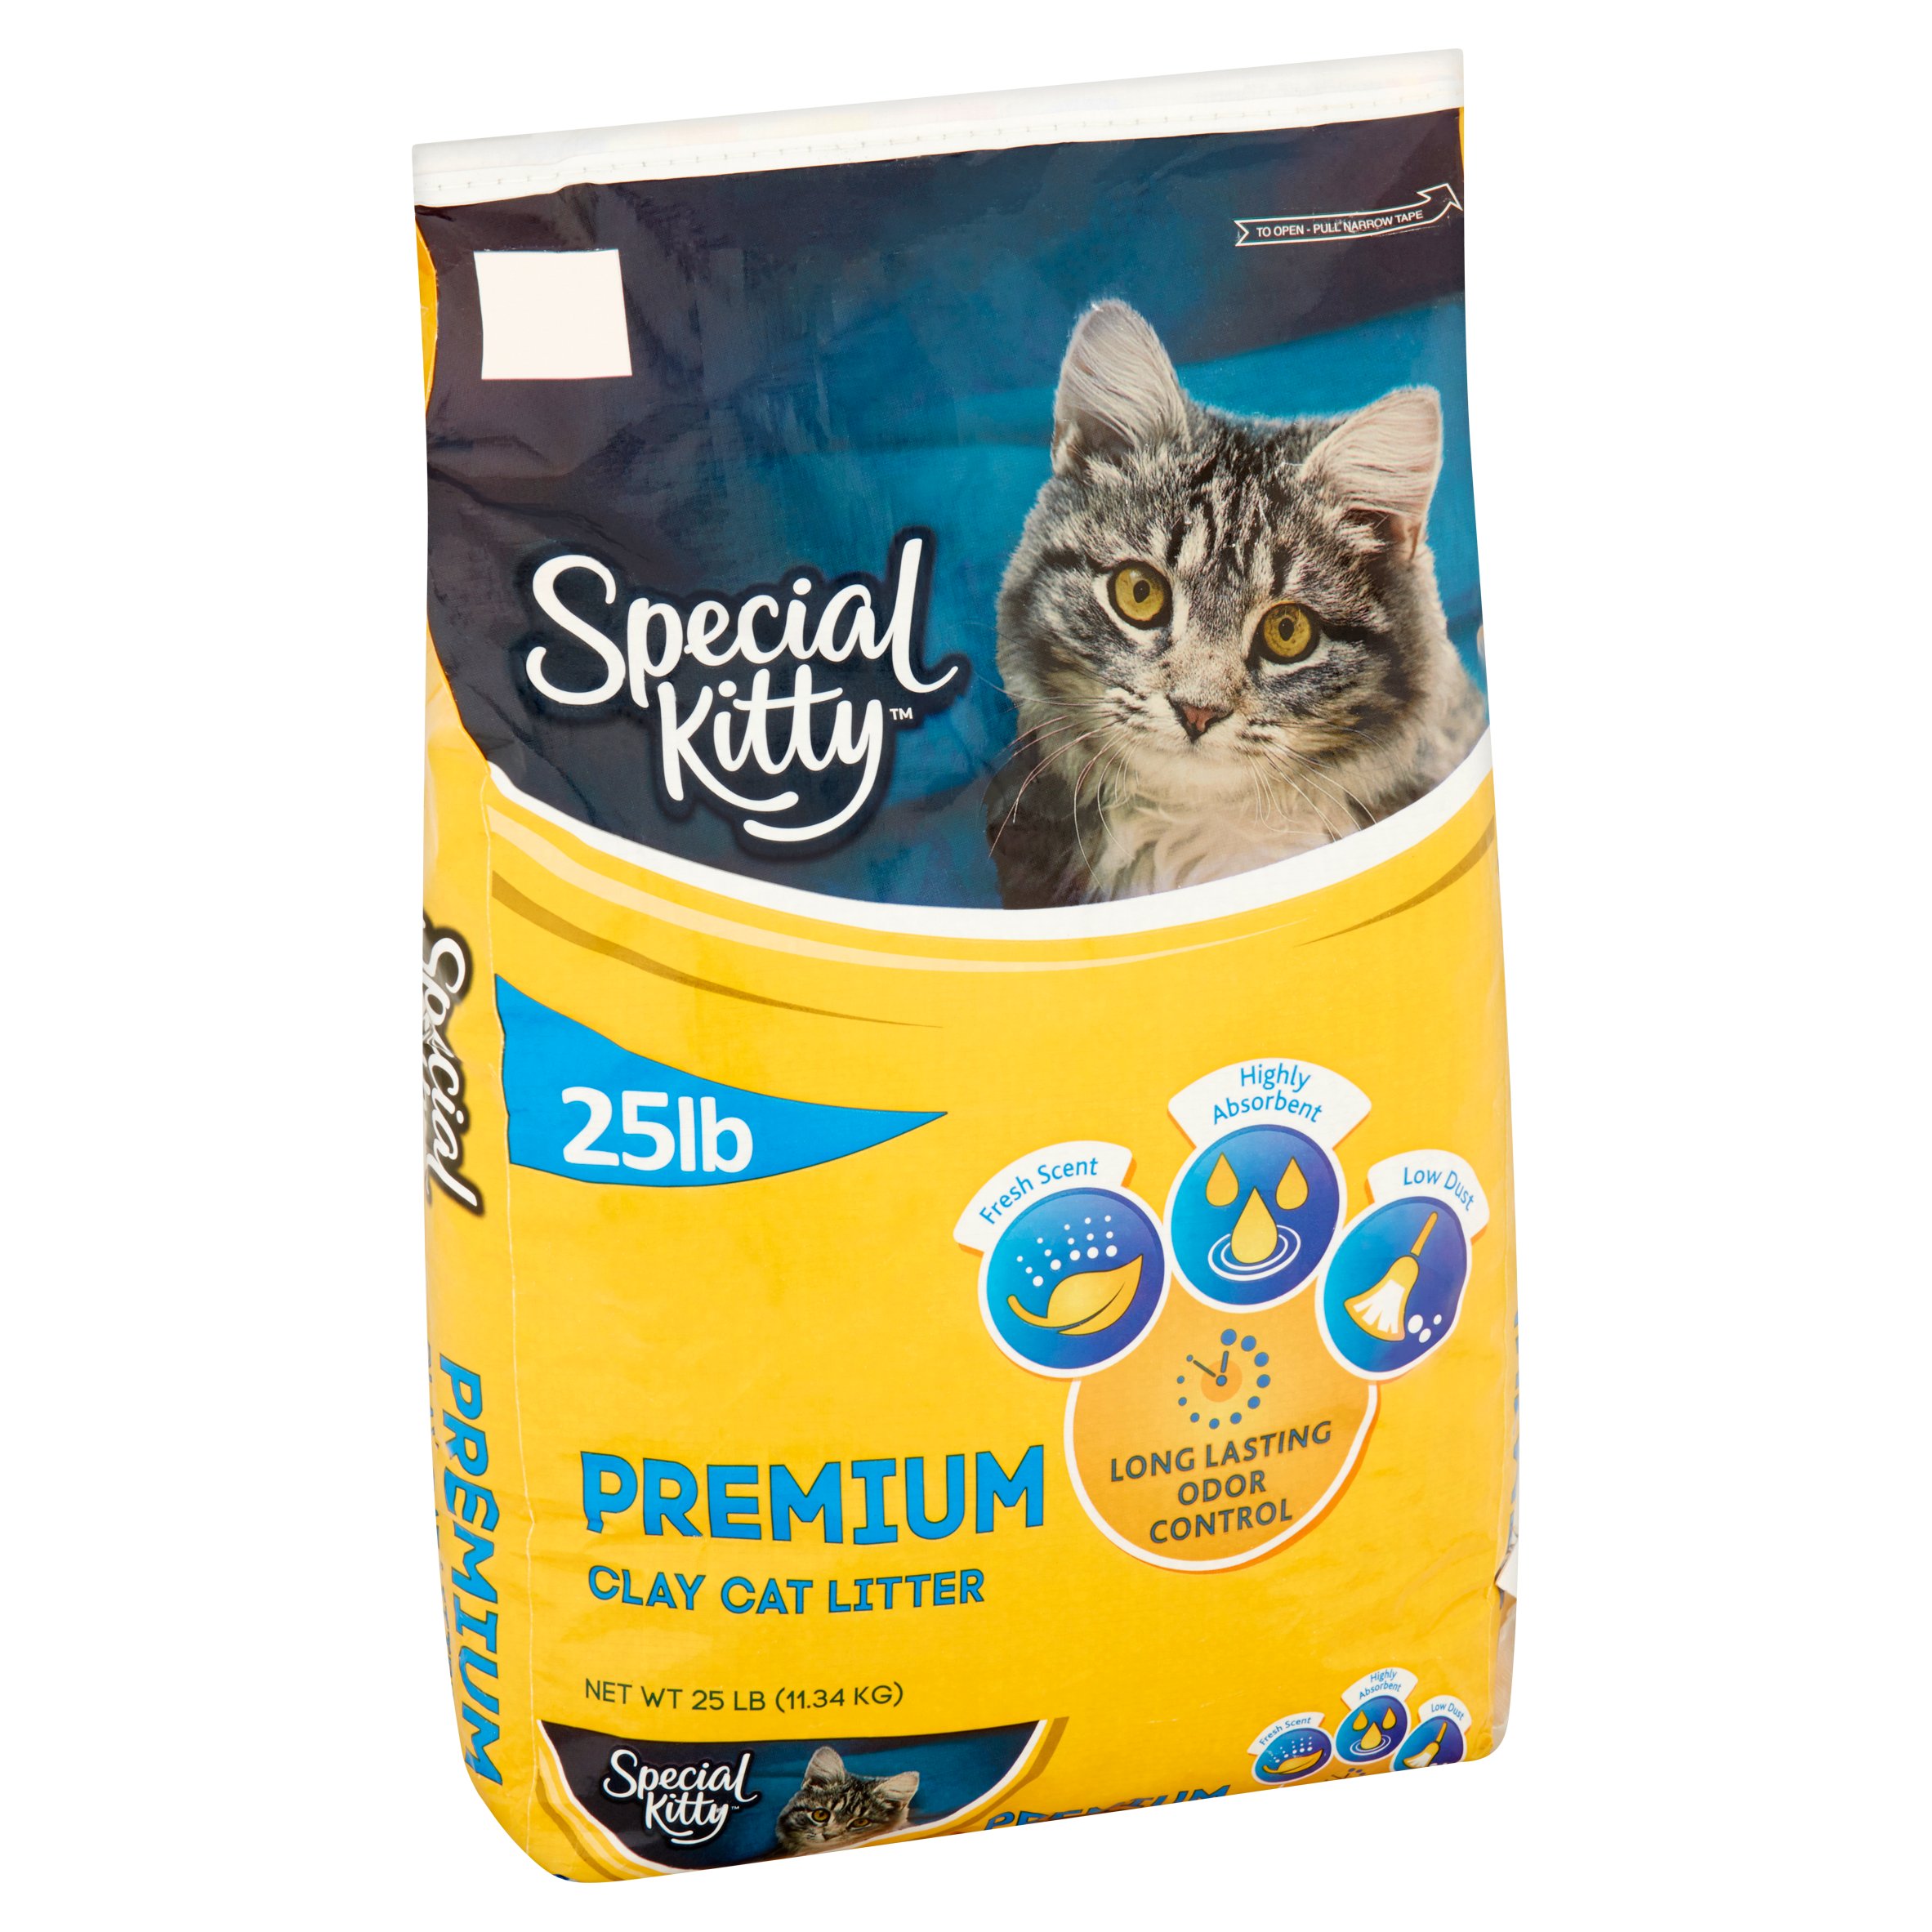 TO OPEN - PULL NARROW TAPE
Special
Kitty™
25lb
Highly
Absorbent
Fresh Scent
Low Dust
LONG LASTING
ODOR
CONTROL
PREMIUM
CLAY CAT LITTER
NET WT 25 LB (11.34 KG)
Special
PREMIUM
Special
Kitty™
Highly
Absorbent
Fresh Scent
Low Dust
PREMIUM